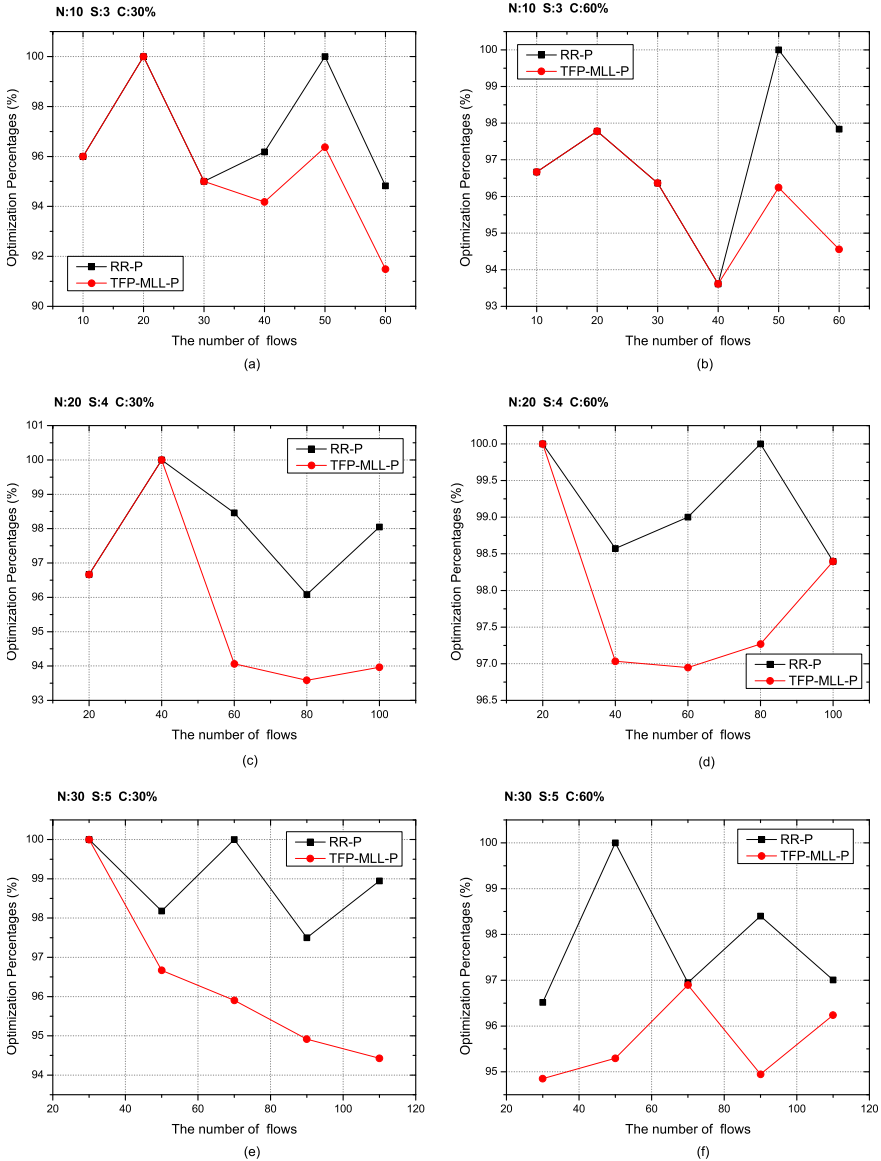 N:10 S:3 C:30%
Optimization Percentages (%)
100
98
96
94
92
90
RR-P
TFP-MLL-P
10 20 30 40 50 60
The number of flows
(a)
N:10 S:3 C:60%
Optimization Percentages (%)
100
99
98
97
96
95
94
93
RR-P
TFP-MLL-P
10 20 30 40 50 60
The number of flows
(b)
N:20 S:4 C:30%
Optimization Percentages (%)
101
100
99
98
97
96
95
94
93
RR-P
TFP-MLL-P
20 40 60 80 100
The number of flows
(c)
N:20 S:4 C:60%
Optimization Percentages (%)
100.0
99.5
99.0
98.5
98.0
97.5
97.0
96.5
RR-P
TFP-MLL-P
20 40 60 80 100
The number of flows
(d)
N:30 S:5 C:30%
Optimization Percentages (%)
100
99
98
97
96
95
94
RR-P
TFP-MLL-P
20 40 60 80 100 120
The number of flows
(e)
N:30 S:5 C:60%
Optimization Percentages (%)
100
99
98
97
96
95
RR-P
TFP-MLL-P
20 40 60 80 100 120
The number of flows
(f)